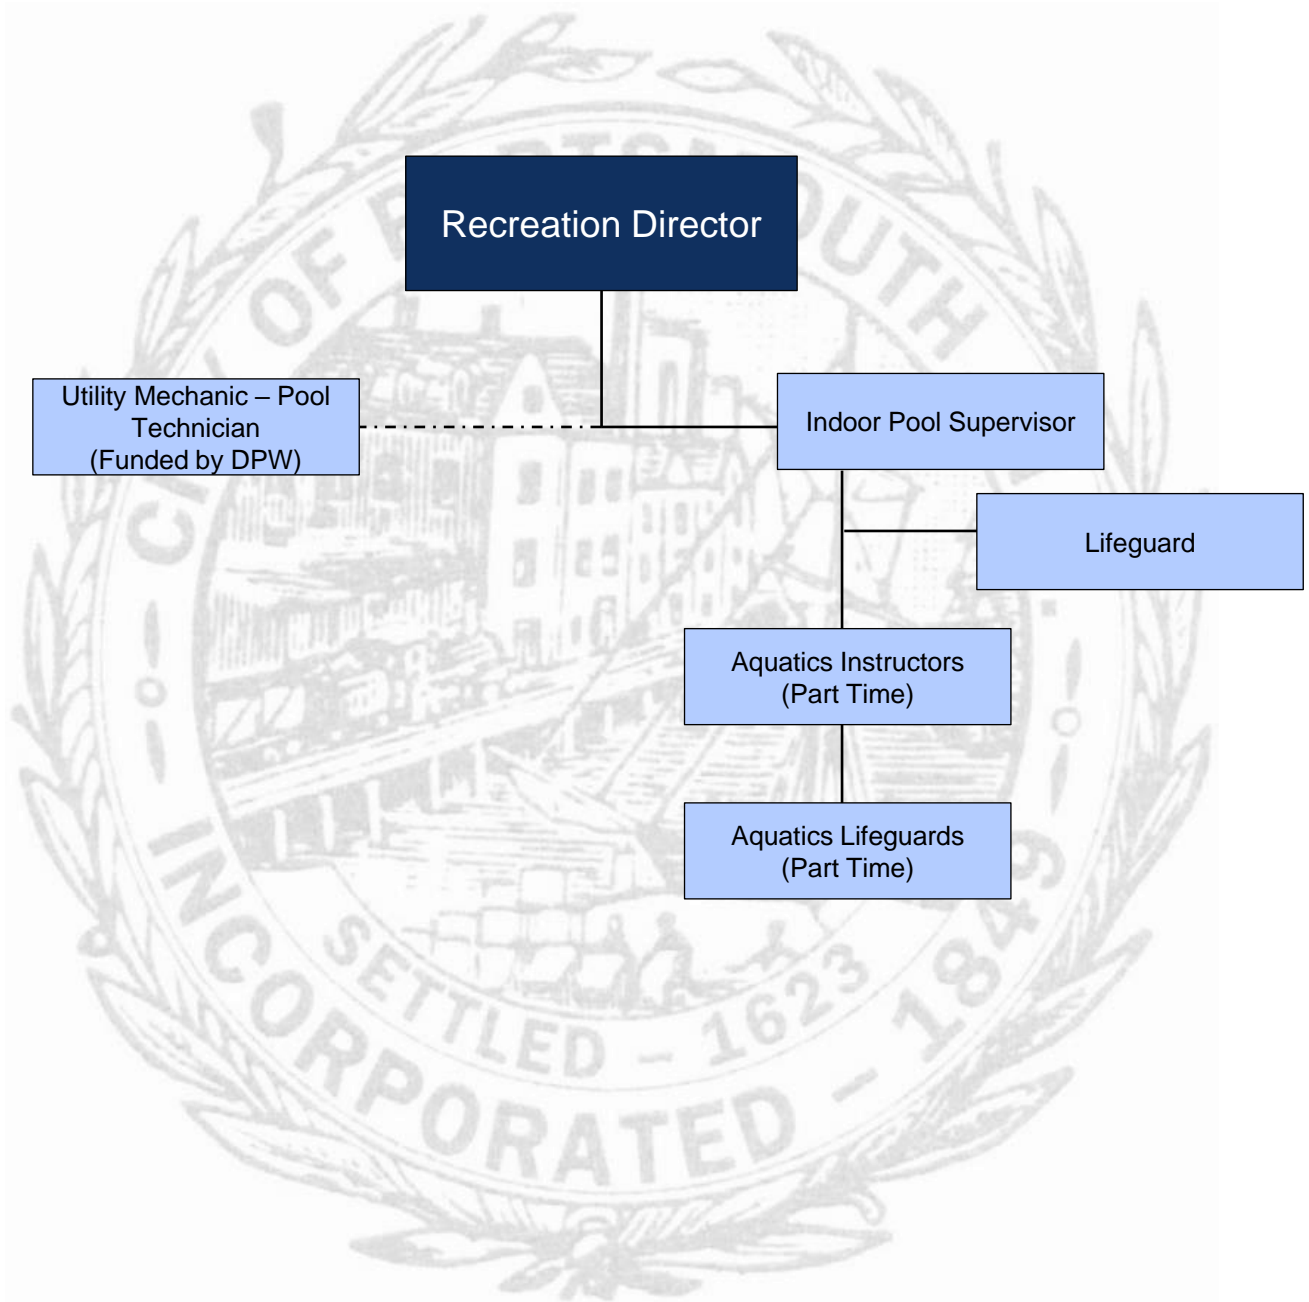 Recreation Director
Utility Mechanic – Pool
Technician
(Funded by DPW)
Indoor Pool Supervisor
Lifeguard
Aquatics Instructors
(Part Time)
Aquatics Lifeguards
(Part Time)
SETTLED – 1623
INCORPORATED – 1849